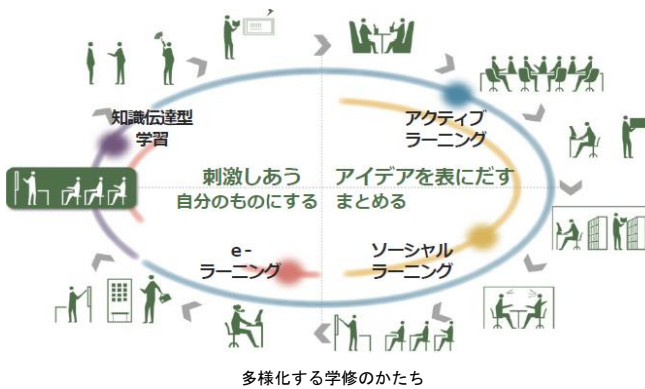 知識伝達型
学習
アクティブ
ラーニング
刺激しあう
自分のものにする
アイデアを表にだす
まとめる
e-
ラーニング
ソーシャル
ラーニング
多様化する学修のかたち